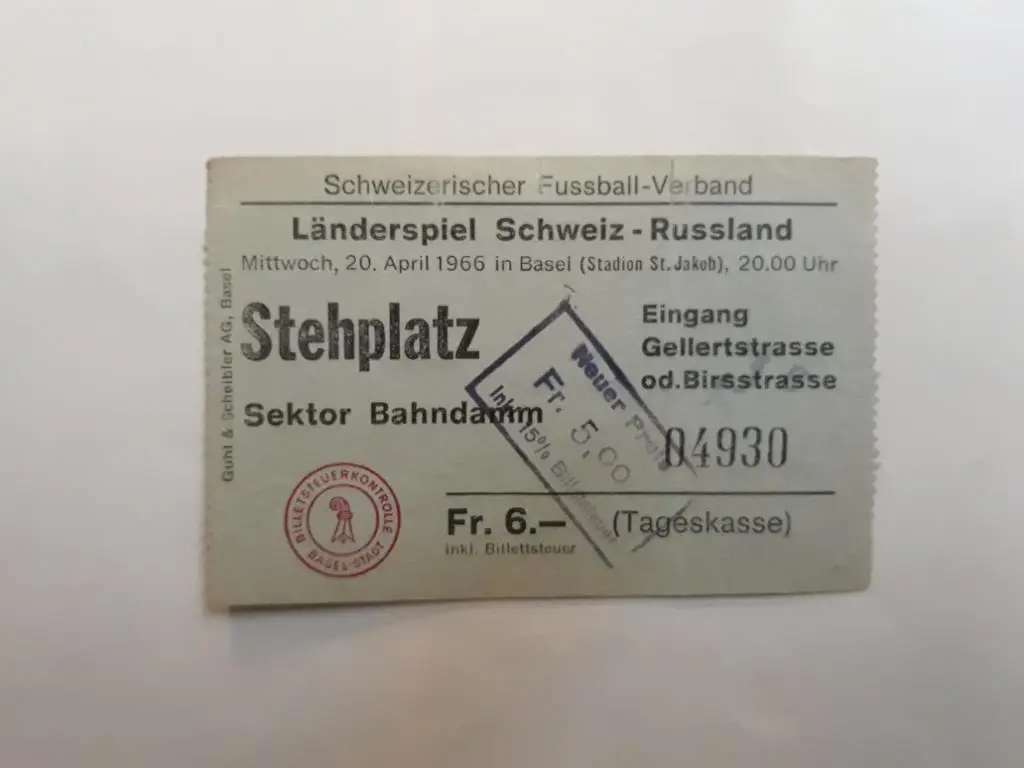 Schweizerischer Fussball-Verband
Länderspiel Schweiz - Russland
Mittwoch, 20. April 1966 in Basel (Stadion St. Jakob), 20.00 Uhr
Guhl & Scheibler AG, Basel
Stehplatz
Sektor Bahndamm
Eingang
Gellertstrasse
od. Birsstrasse
Neuer Preis
Fr. 5,00
Inkl. 15% Billetsteuer
04930
BILLETSTEUERKONTROLLE
BASEL-STADT
Fr. 6.— (Tageskasse)
inkl. Billettsteuer